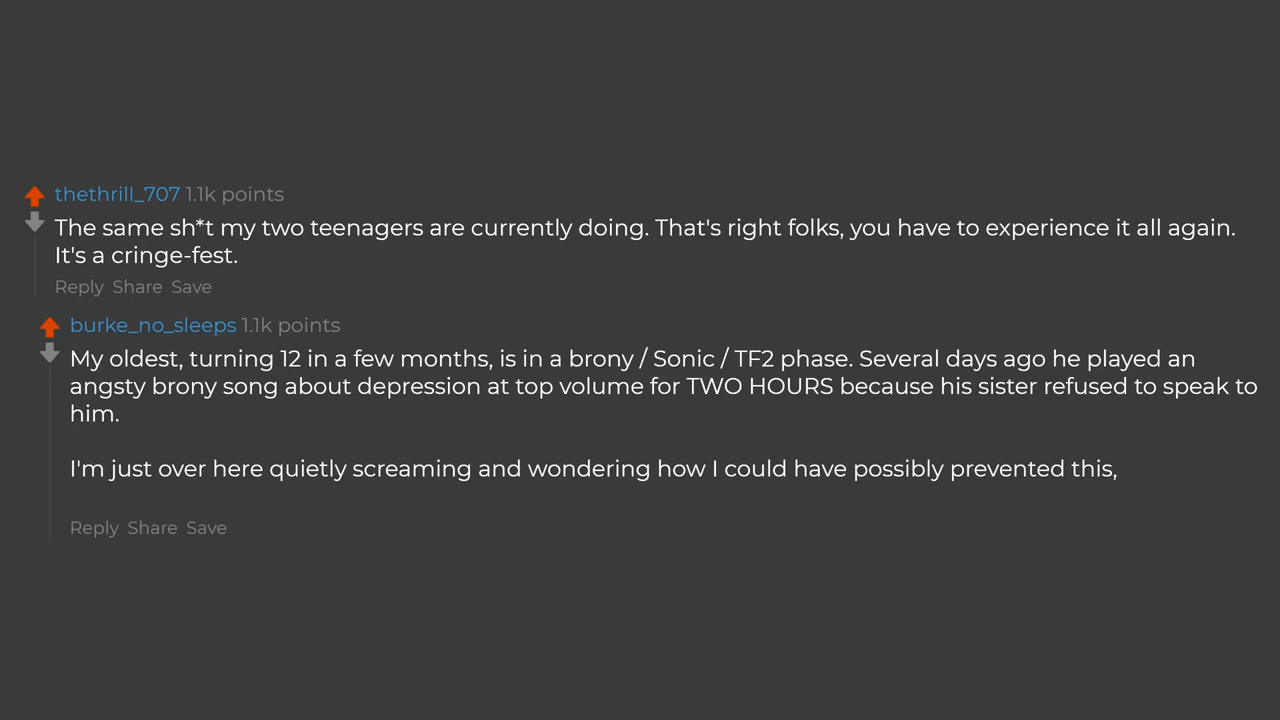 thethrill_707 1.1k points
The same sh*t my two teenagers are currently doing. That's right folks, you have to experience it all again.
It's a cringe-fest.
Reply Share Save
burke_no_sleeps 1.1k points
My oldest, turning 12 in a few months, is in a brony / Sonic / TF2 phase. Several days ago he played an
angsty brony song about depression at top volume for TWO HOURS because his sister refused to speak to
him.
I'm just over here quietly screaming and wondering how I could have possibly prevented this,
Reply Share Save